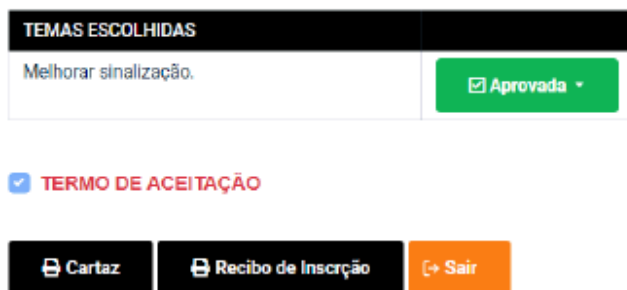 TEMAS ESCOLHIDAS
Melhorar sinalização.
Aprovada
TERMO DE ACEITAÇÃO
Cartaz
Recibo de Inscrção
Sair